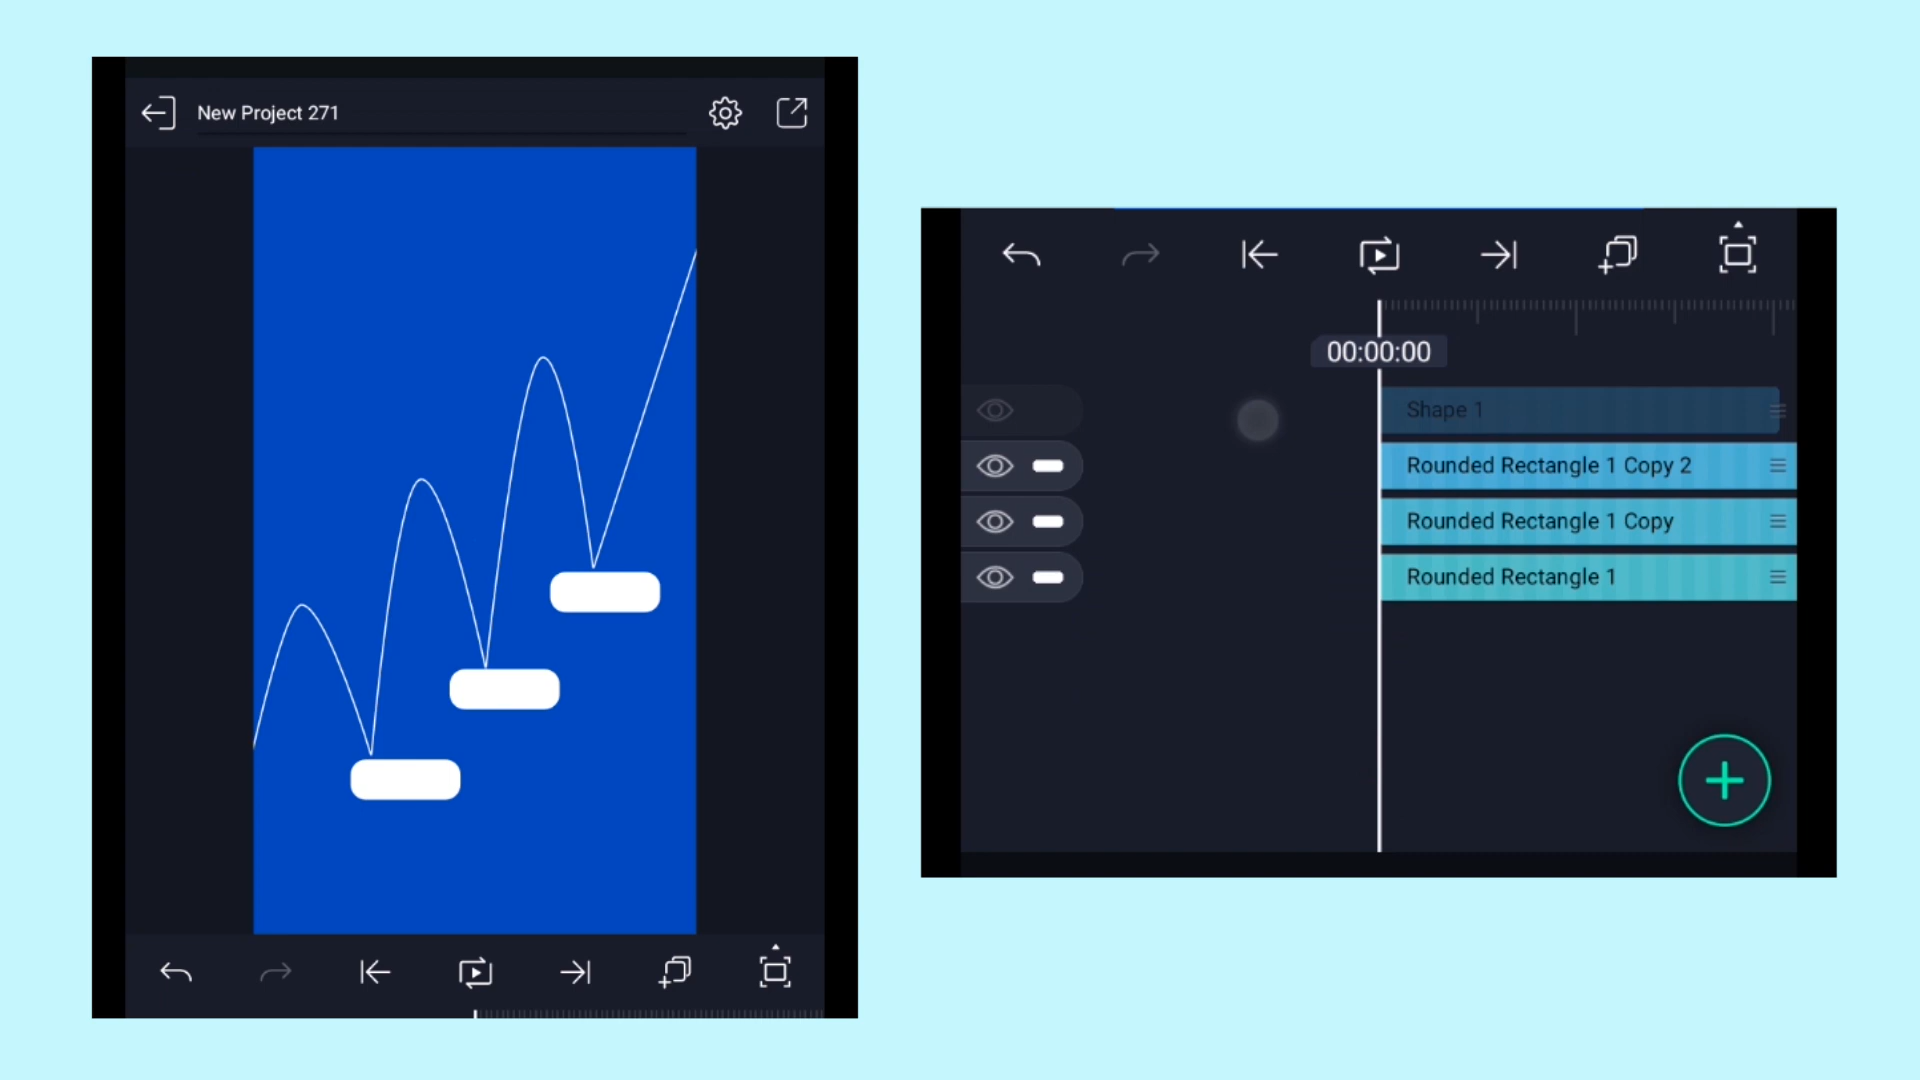 New Project 271
00:00:00
Shape 1
Rounded Rectangle 1 Copy 2
Rounded Rectangle 1 Copy
Rounded Rectangle 1